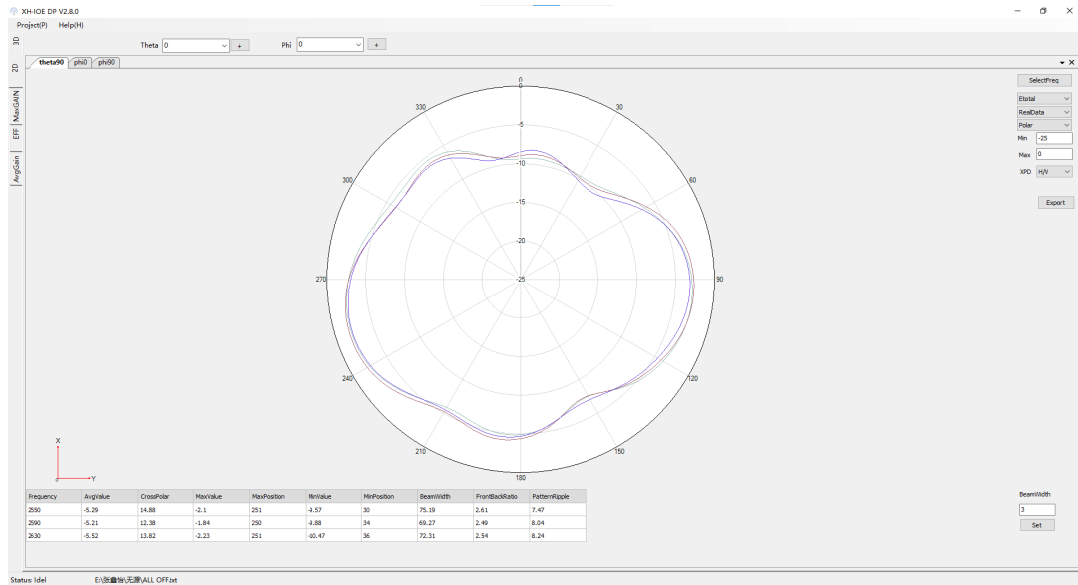 XH-IOE DP V2.8.0
Project(P) Help(H)
Theta 0 + Phi 0 +
3D
2D
MaxGAIN
EFF
AvgGain
theta90 phi0 phi90
SelectFreq
Etotal
RealData
Polar
Min -25
Max 0
XPD H/V
Export
0
0
330 30
-5
-10
300 60
-15
-20
270 -25 90
240 120
210 150
180
X
Y
Frequency AvgValue CrossPolar MaxValue MaxPosition MinValue MinPosition BeamWidth FrontBackRatio PatternRipple
2550 -5.29 14.88 -2.1 251 -9.57 30 75.19 2.61 7.47
2590 -5.21 12.38 -1.84 250 -9.88 34 69.27 2.49 8.04
2630 -5.52 13.82 -2.23 251 -10.47 36 72.31 2.54 8.24
BeamWidth
3
Set
Status: Idel E:\张鑫怡\无源\ALL OFF.txt